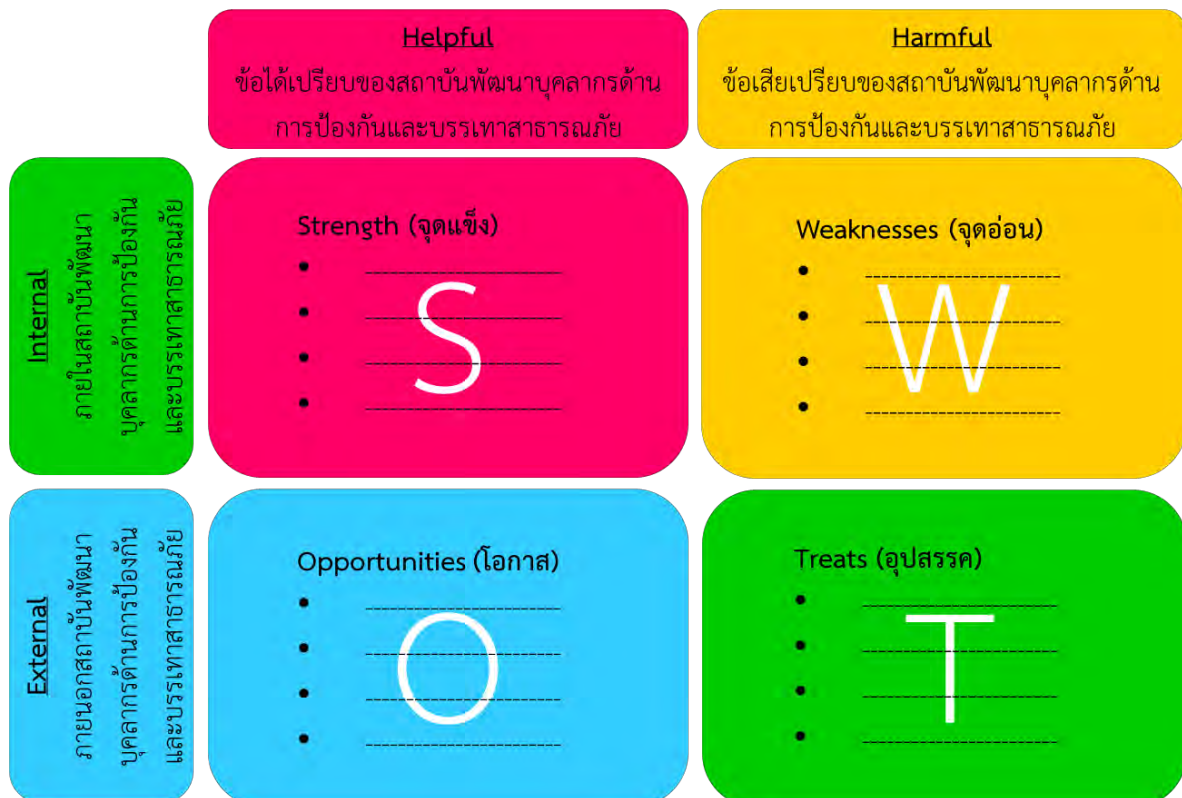 Helpful
ข้อได้เปรียบของสถาบันพัฒนาบุคลากรด้าน
การป้องกันและบรรเทาสาธารณภัย
Harmful
ข้อเสียเปรียบของสถาบันพัฒนาบุคลากรด้าน
การป้องกันและบรรเทาสาธารณภัย
Internal
ภายในสถาบันพัฒนา
บุคลากรด้านการป้องกัน
และบรรเทาสาธารณภัย
Strength (จุดแข็ง)
S
Weaknesses (จุดอ่อน)
W
External
ภายนอกสถาบันพัฒนา
บุคลากรด้านการป้องกัน
และบรรเทาสาธารณภัย
Opportunities (โอกาส)
O
Treats (อุปสรรค)
T